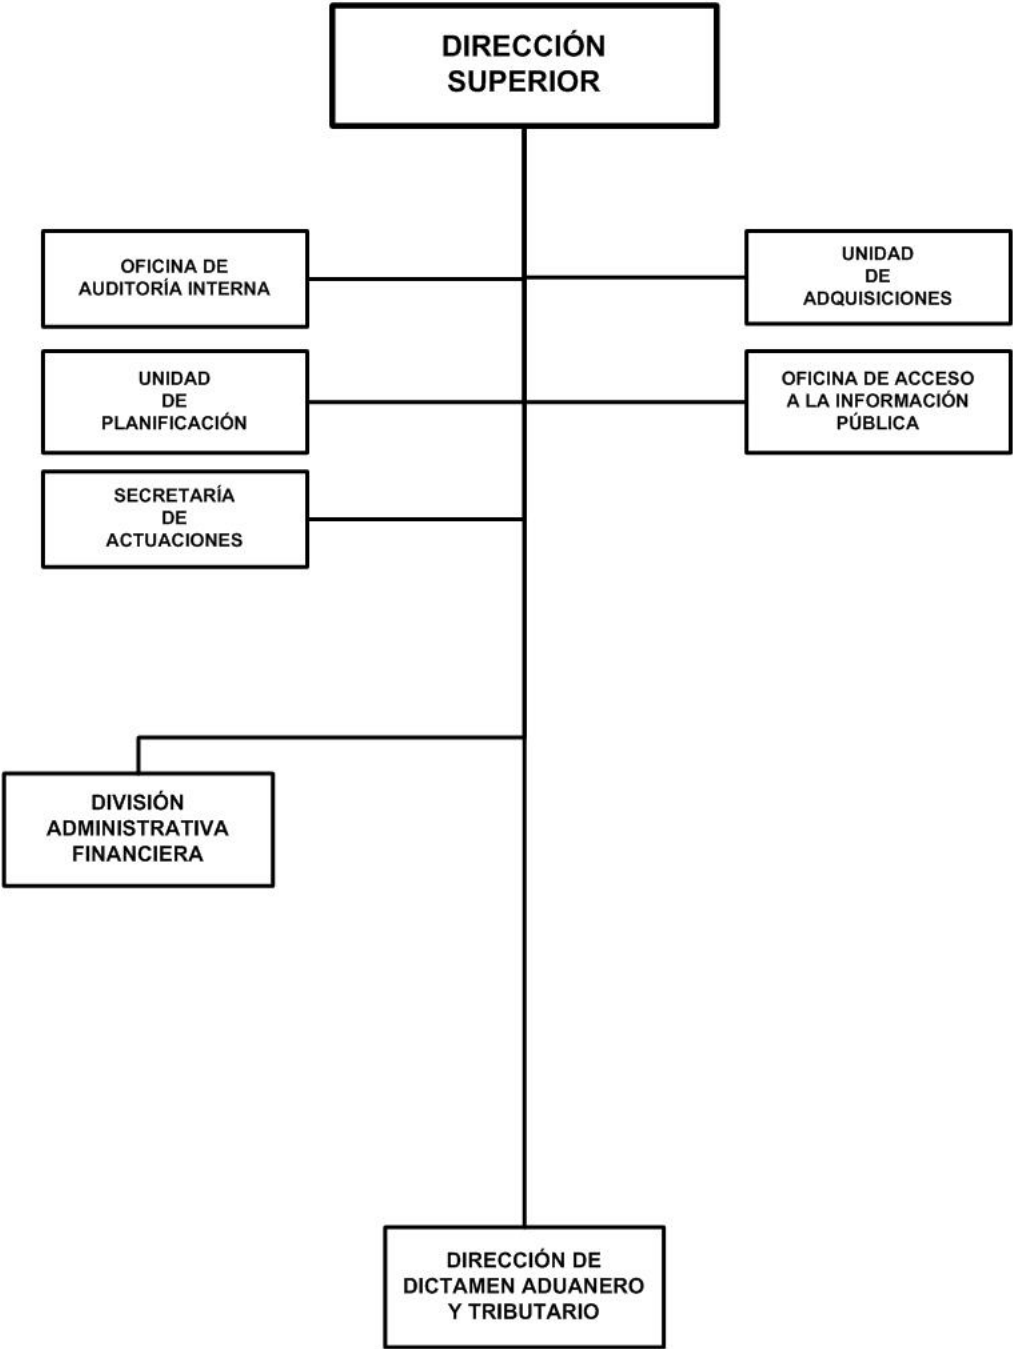 DIRECCIÓN
SUPERIOR
OFICINA DE
AUDITORÍA INTERNA
UNIDAD
DE
ADQUISICIONES
UNIDAD
DE
PLANIFICACIÓN
OFICINA DE ACCESO
A LA INFORMACIÓN
PÚBLICA
SECRETARÍA
DE
ACTUACIONES
DIVISIÓN
ADMINISTRATIVA
FINANCIERA
DIRECCIÓN DE
DICTAMEN ADUANERO
Y TRIBUTARIO